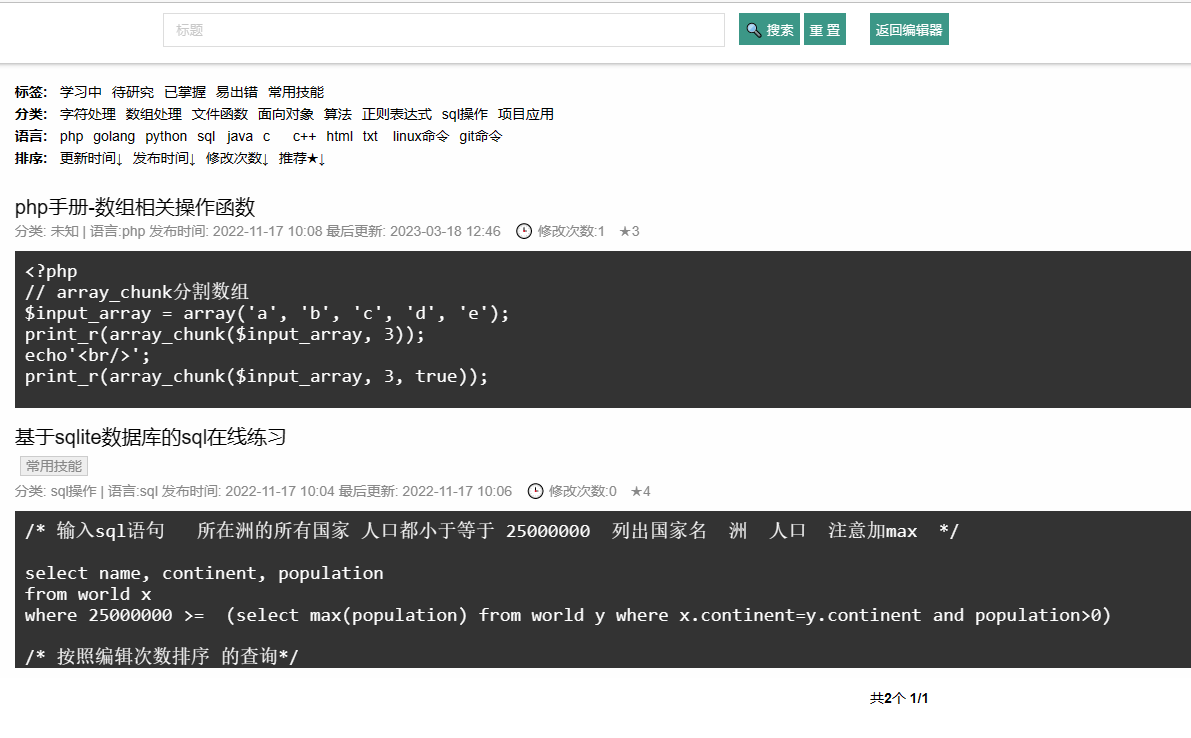 标题 搜索 重 置 返回编辑器
标签: 学习中 待研究 已掌握 易出错 常用技能
分类: 字符处理 数组处理 文件函数 面向对象 算法 正则表达式 sql操作 项目应用
语言: php golang python sql java c c++ html txt linux命令 git命令
排序: 更新时间↓ 发布时间↓ 修改次数↓ 推荐★↓
php手册-数组相关操作函数
分类: 未知 | 语言:php 发布时间: 2022-11-17 10:08 最后更新: 2023-03-18 12:46 修改次数:1 ★3
<?php
// array_chunk分割数组
$input_array = array('a', 'b', 'c', 'd', 'e');
print_r(array_chunk($input_array, 3));
echo'<br/>';
print_r(array_chunk($input_array, 3, true));
基于sqlite数据库的sql在线练习
常用技能
分类: sql操作 | 语言:sql 发布时间: 2022-11-17 10:04 最后更新: 2022-11-17 10:06 修改次数:0 ★4
/* 输入sql语句 所在洲的所有国家 人口都小于等于 25000000 列出国家名 洲 人口 注意加max */
select name, continent, population
from world x
where 25000000 >= (select max(population) from world y where x.continent=y.continent and population>0)
/* 按照编辑次数排序 的查询*/
共2个 1/1